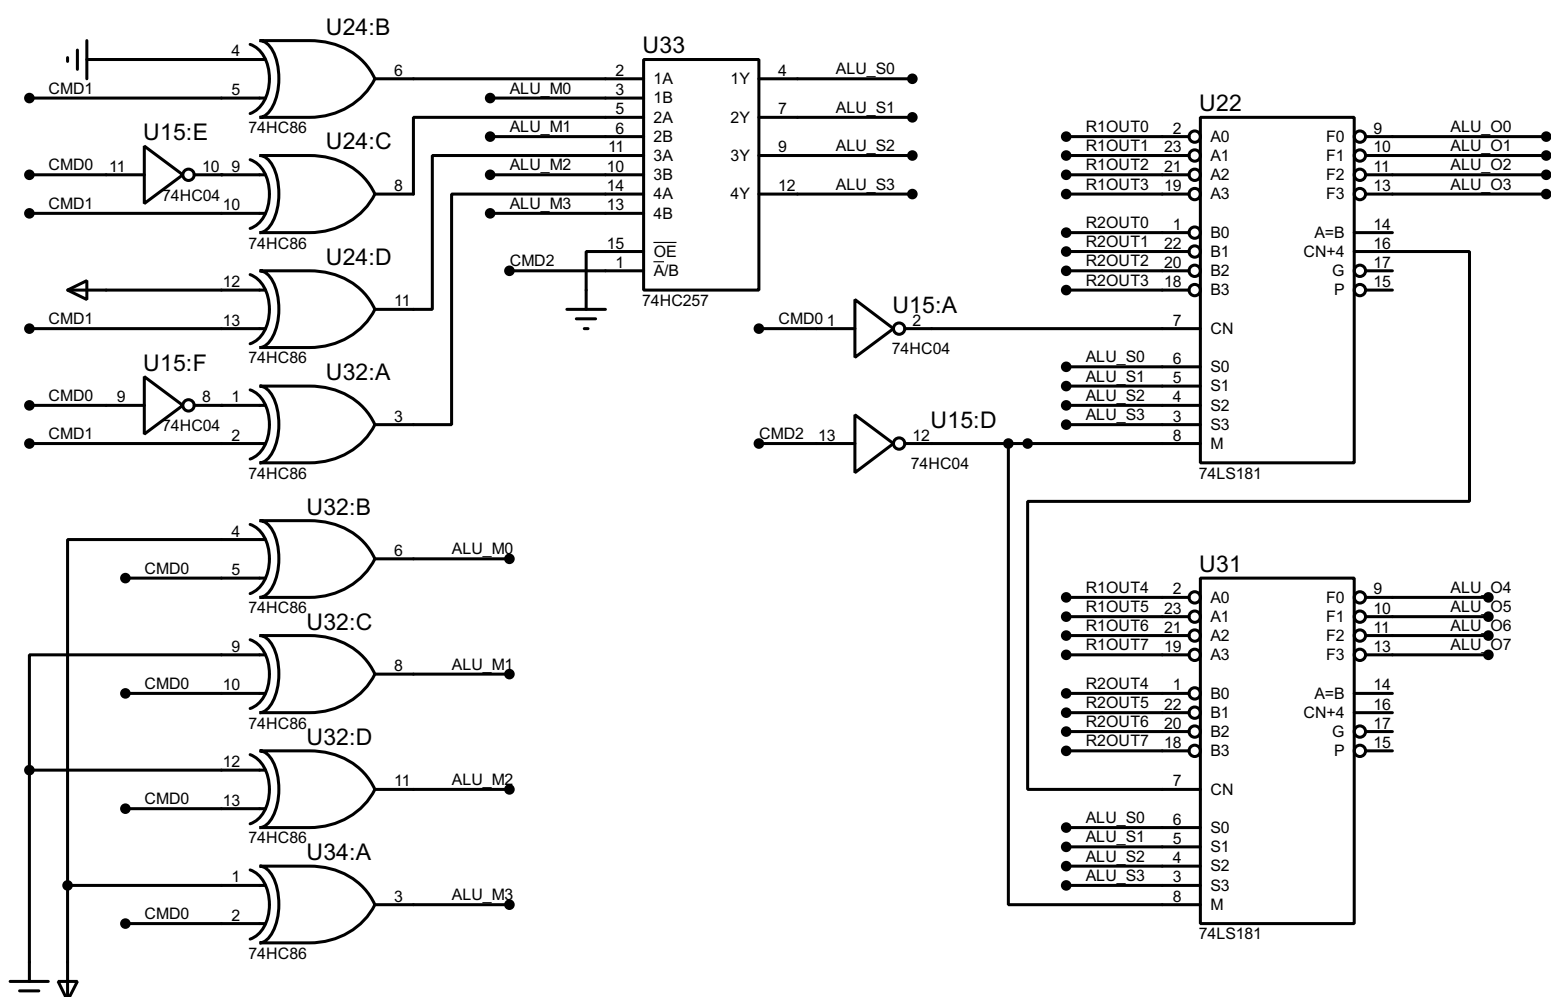 U24:B
4
CMD1
5
6
74HC86
U15:E
CMD0
11
10
74HC04
U24:C
9
CMD1
10
8
74HC86
U24:D
12
CMD1
13
11
74HC86
U15:F
CMD0
9
8
74HC04
U32:A
1
CMD1
2
3
74HC86
U32:B
4
CMD0
5
6
ALU_M0
74HC86
U32:C
9
CMD0
10
8
ALU_M1
74HC86
U32:D
12
CMD0
13
11
ALU_M2
74HC86
U34:A
1
CMD0
2
3
ALU_M3
74HC86
U33
2 1A 1Y 4 ALU_S0
ALU_M0 3 1B
5 2A 2Y 7 ALU_S1
ALU_M1 6 2B
11 3A 3Y 9 ALU_S2
ALU_M2 10 3B
14 4A 4Y 12 ALU_S3
ALU_M3 13 4B
15 OE
CMD2 1 A/B
74HC257
U15:A
CMD0 1
2
74HC04
U15:D
CMD2 13
12
74HC04
U22
R1OUT0 2 A0 F0 9 ALU_O0
R1OUT1 23 A1 F1 10 ALU_O1
R1OUT2 21 A2 F2 11 ALU_O2
R1OUT3 19 A3 F3 13 ALU_O3
R2OUT0 1 B0 A=B 14
R2OUT1 22 B1 CN+4 16
R2OUT2 20 B2 G 17
R2OUT3 18 B3 P 15
7 CN
ALU_S0 6 S0
ALU_S1 5 S1
ALU_S2 4 S2
ALU_S3 3 S3
8 M
74LS181
U31
R1OUT4 2 A0 F0 9 ALU_O4
R1OUT5 23 A1 F1 10 ALU_O5
R1OUT6 21 A2 F2 11 ALU_O6
R1OUT7 19 A3 F3 13 ALU_O7
R2OUT4 1 B0 A=B 14
R2OUT5 22 B1 CN+4 16
R2OUT6 20 B2 G 17
R2OUT7 18 B3 P 15
7 CN
ALU_S0 6 S0
ALU_S1 5 S1
ALU_S2 4 S2
ALU_S3 3 S3
8 M
74LS181